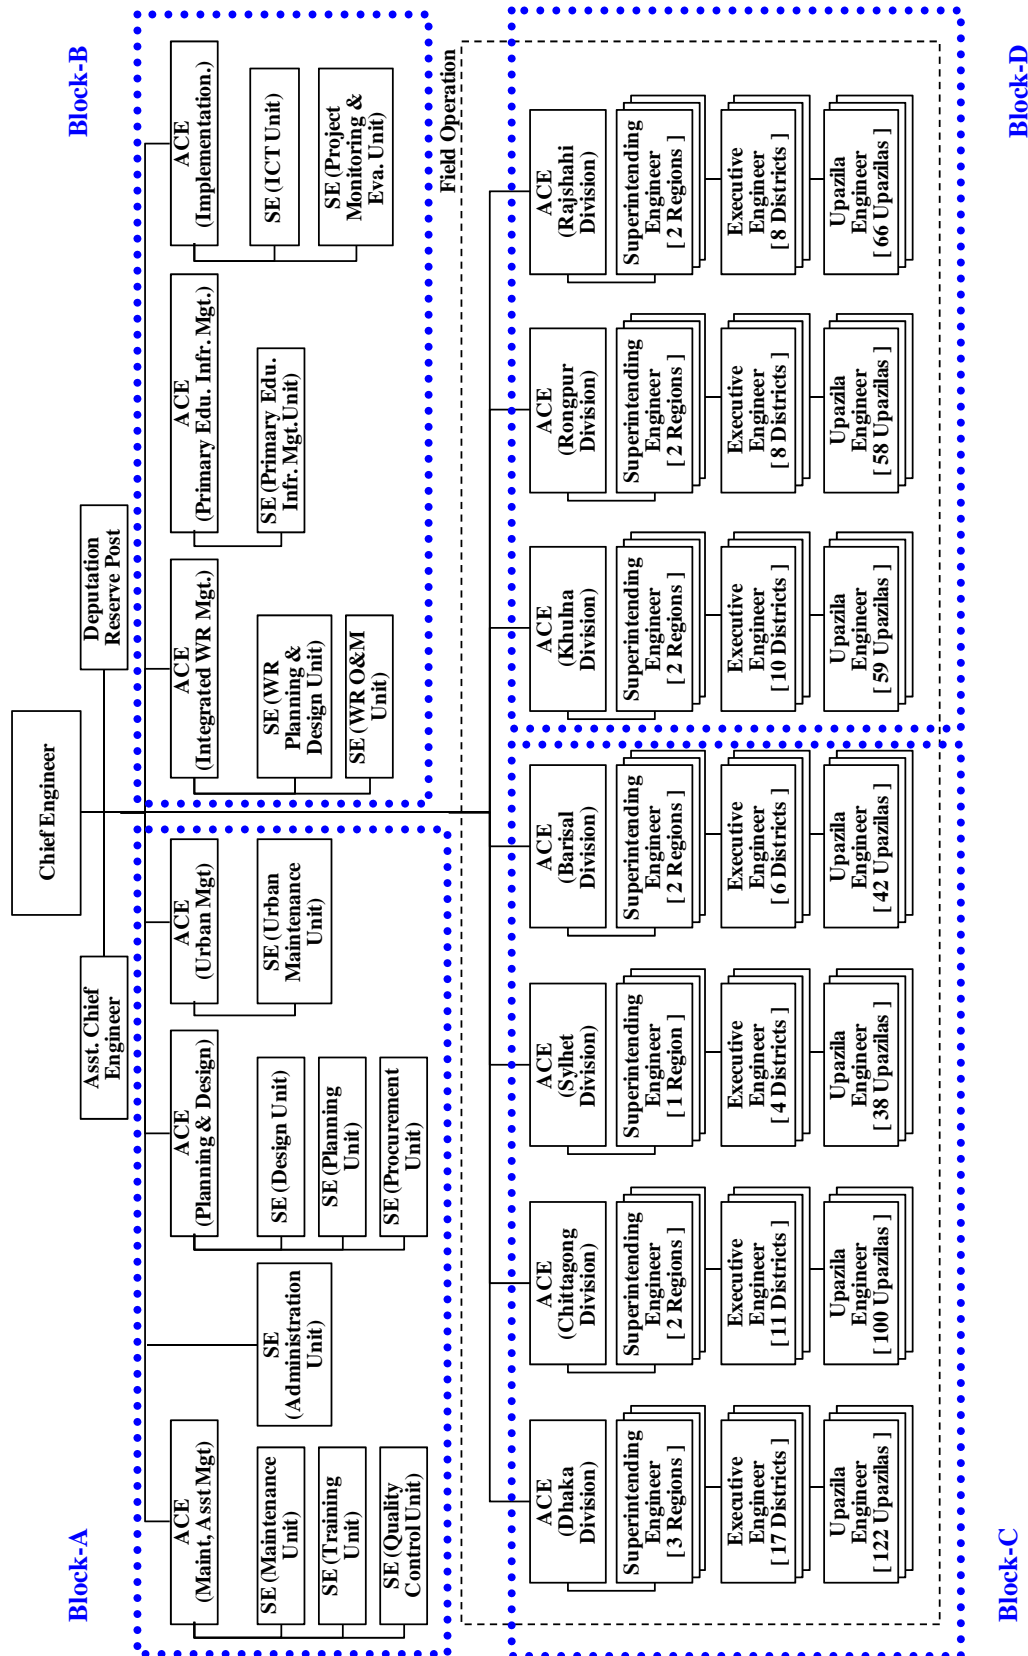 Chief Engineer
Asst. Chief
Engineer
Deputation
Reserve Post
Block-A
ACE
(Maint, Asst Mgt)
SE (Maintenance
Unit)
SE (Training
Unit)
SE (Quality
Control Unit)
SE
(Administration
Unit)
ACE
(Planning & Design)
SE (Design Unit)
SE (Planning
Unit)
SE (Procurement
Unit)
ACE
(Urban Mgt)
SE (Urban
Maintenance
Unit)
Block-B
ACE
(Integrated WR Mgt.)
SE (WR
Planning &
Design Unit)
SE (WR O&M
Unit)
ACE
(Primary Edu. Infr. Mgt.)
SE (Primary Edu.
Infr. Mgt.Unit)
ACE
(Implementation.)
SE (ICT Unit)
SE (Project
Monitoring &
Eva. Unit)
Field Operation
ACE
(Dhaka
Division)
Superintending
Engineer
[ 3 Regions ]
Executive
Engineer
[ 17 Districts ]
Upazila
Engineer
[ 122 Upazilas ]
ACE
(Chittagong
Division)
Superintending
Engineer
[ 2 Regions ]
Executive
Engineer
[ 11 Districts ]
Upazila
Engineer
[ 100 Upazilas ]
ACE
(Sylhet
Division)
Superintending
Engineer
[ 1 Region ]
Executive
Engineer
[ 4 Districts ]
Upazila
Engineer
[ 38 Upazilas ]
ACE
(Barisal
Division)
Superintending
Engineer
[ 2 Regions ]
Executive
Engineer
[ 6 Districts ]
Upazila
Engineer
[ 42 Upazilas ]
Block-C
ACE
(Khulna
Division)
Superintending
Engineer
[ 2 Regions ]
Executive
Engineer
[ 10 Districts ]
Upazila
Engineer
[ 59 Upazilas ]
ACE
(Rongpur
Division)
Superintending
Engineer
[ 2 Regions ]
Executive
Engineer
[ 8 Districts ]
Upazila
Engineer
[ 58 Upazilas ]
ACE
(Rajshahi
Division)
Superintending
Engineer
[ 2 Regions ]
Executive
Engineer
[ 8 Districts ]
Upazila
Engineer
[ 66 Upazilas ]
Block-D